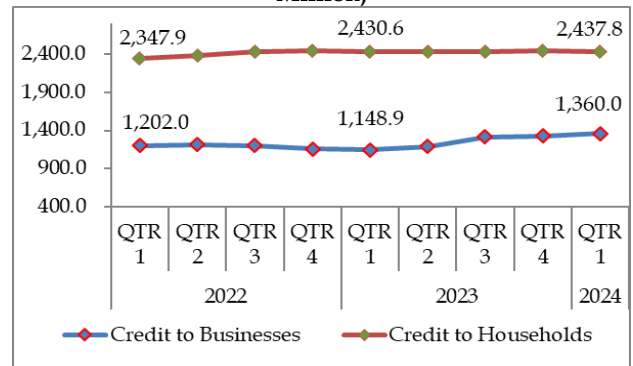 Million)
2,347.9 2,430.6 2,437.8
2,400.0
1,900.0
1,202.0 1,148.9 1,360.0
1,400.0
900.0
400.0
QTR 1 QTR 2 QTR 3 QTR 4 QTR 1 QTR 2 QTR 3 QTR 4 QTR 1
2022 2023 2024
Credit to Businesses Credit to Households